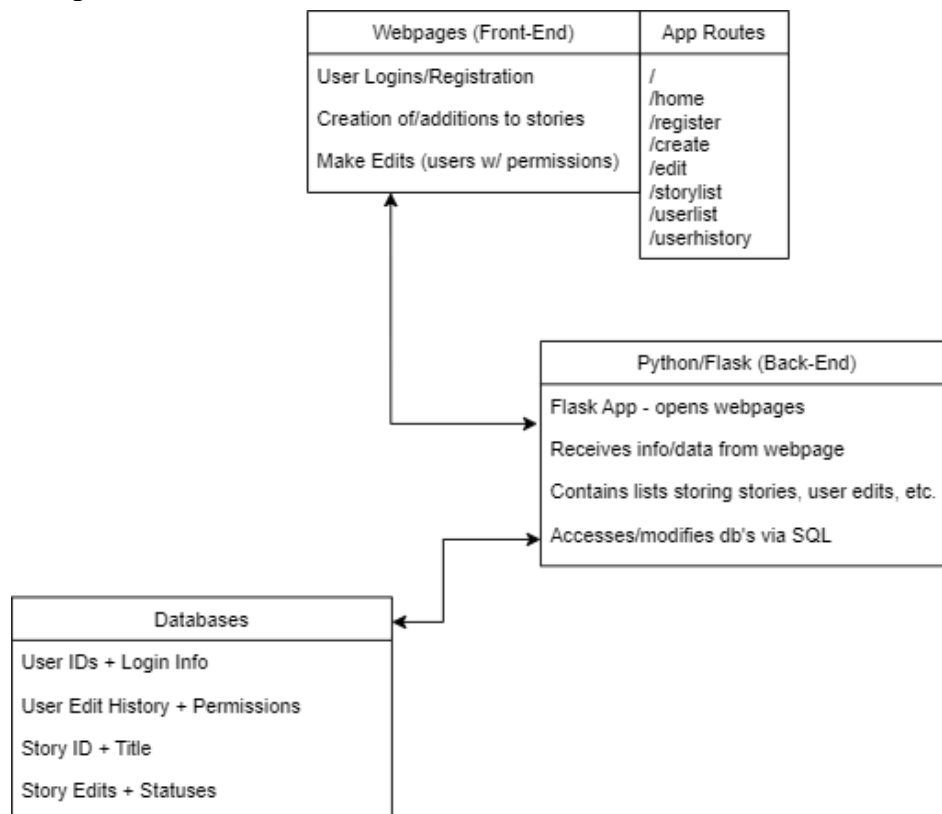 Webpages (Front-End)
User Logins/Registration
Creation of/additions to stories
Make Edits (users w/ permissions)
App Routes
/
/home
/register
/create
/edit
/storylist
/userlist
/userhistory
Python/Flask (Back-End)
Flask App - opens webpages
Receives info/data from webpage
Contains lists storing stories, user edits, etc.
Accesses/modifies db's via SQL
Databases
User IDs + Login Info
User Edit History + Permissions
Story ID + Title
Story Edits + Statuses